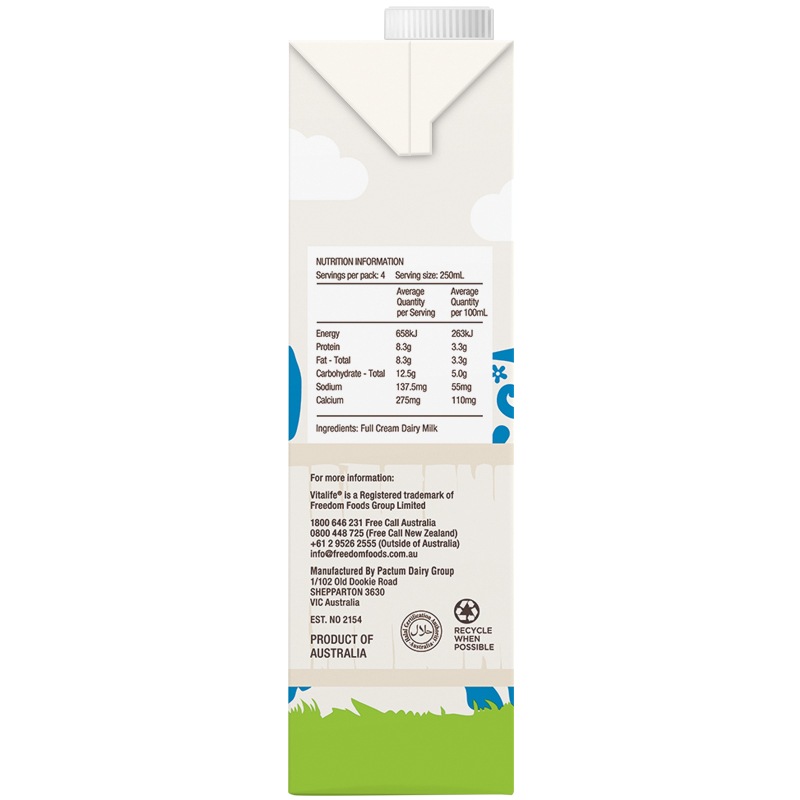 NUTRITION INFORMATION
Servings per pack: 4 Serving size: 250mL
Average Quantity per Serving Average Quantity per 100mL
Energy 658kJ 263kJ
Protein 8.3g 3.3g
Fat - Total 8.3g 3.3g
Carbohydrate - Total 12.5g 5.0g
Sodium 137.5mg 55mg
Calcium 275mg 110mg
Ingredients: Full Cream Dairy Milk
For more information:
Vitalife® is a Registered trademark of
Freedom Foods Group Limited
1800 646 231 Free Call Australia
0800 448 725 (Free Call New Zealand)
+61 2 9526 2555 (Outside of Australia)
info@freedomfoods.com.au
Manufactured By Pactum Dairy Group
1/102 Old Dookie Road
SHEPPARTON 3630
VIC Australia
EST. NO 2154
PRODUCT OF
AUSTRALIA
Halal Certification Authority
حلال
Australia
RECYCLE
WHEN
POSSIBLE